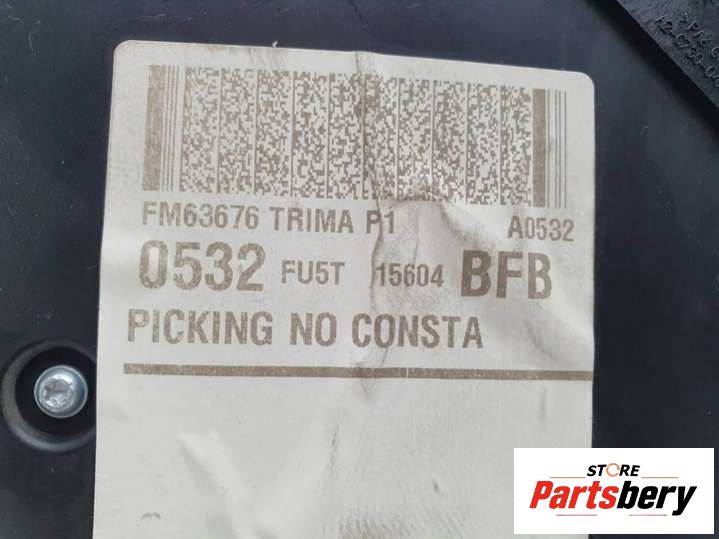 FM63676 TRIMA P1 A0532
0532 FU5T 15604 BFB
PICKING NO CONSTA
STORE
Partsbery